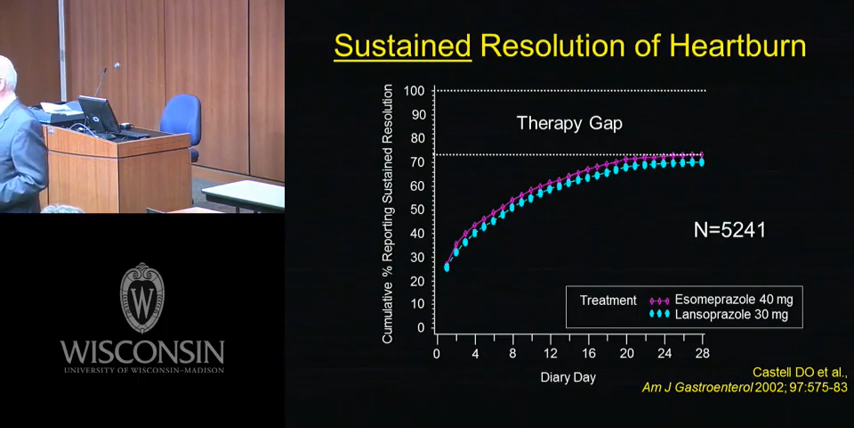 Sustained Resolution of Heartburn
Cumulative % Reporting Sustained Resolution
100
90
80
70
60
50
40
30
20
10
0
Therapy Gap
N=5241
Treatment
Esomeprazole 40 mg
Lansoprazole 30 mg
0 4 8 12 16 20 24 28
Diary Day
Castell DO et al.,
Am J Gastroenterol 2002; 97:575-83
W
WISCONSIN
UNIVERSITY OF WISCONSIN–MADISON